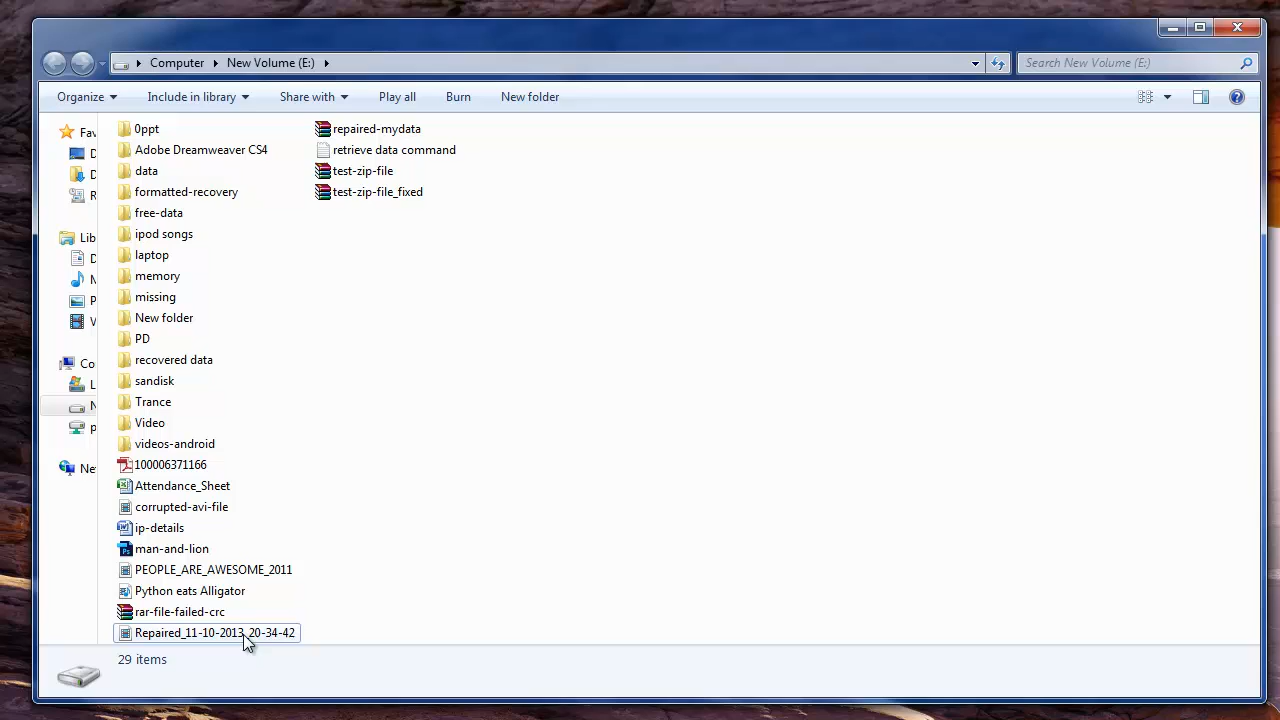 Computer New Volume (E:) Search New Volume (E:)
Organize Include in library Share with Play all Burn New folder
Fav
D
D
R
Lib
D
N
P
V
Co
L
N
p
Net
0ppt
Adobe Dreamweaver CS4
data
formatted-recovery
free-data
ipod songs
laptop
memory
missing
New folder
PD
recovered data
sandisk
Trance
Video
videos-android
100006371166
Attendance_Sheet
corrupted-avi-file
ip-details
man-and-lion
PEOPLE_ARE_AWESOME_2011
Python eats Alligator
rar-file-failed-crc
Repaired_11-10-2013_20-34-42
repaired-mydata
retrieve data command
test-zip-file
test-zip-file_fixed
29 items